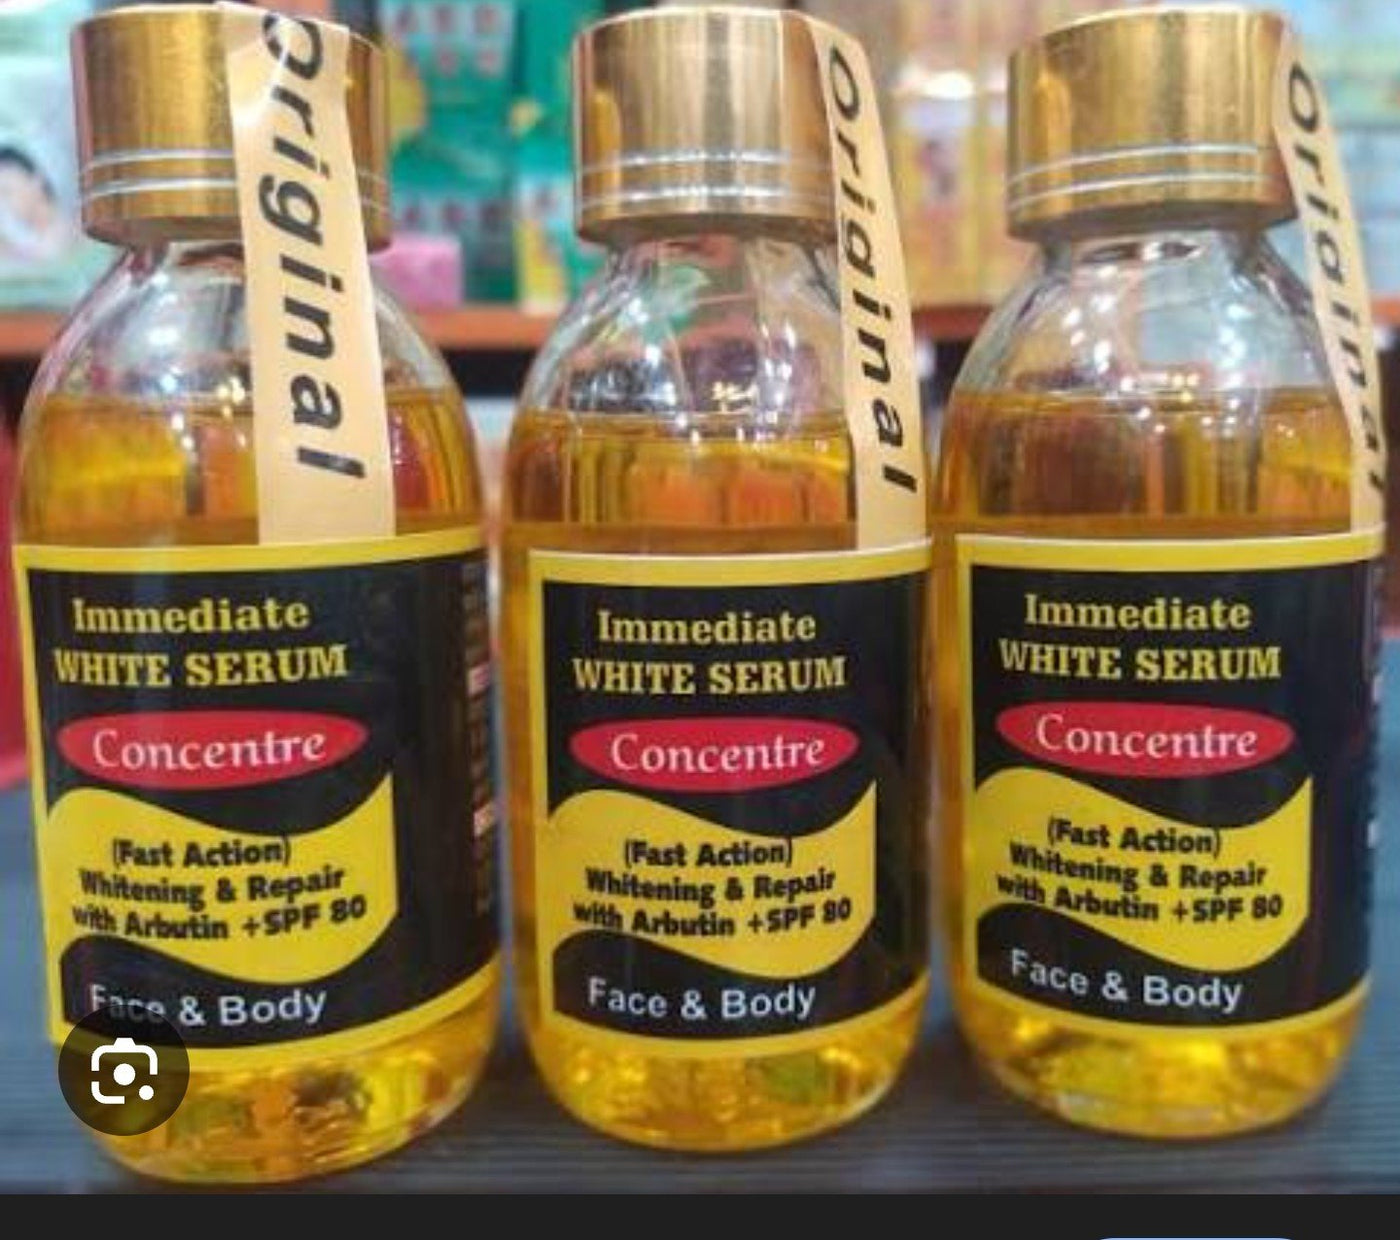 Original
Original
Original
Immediate
WHITE SERUM
Concentre
(Fast Action)
Whitening & Repair
with Arbutin +SPF 80
Face & Body
Immediate
WHITE SERUM
Concentre
(Fast Action)
Whitening & Repair
with Arbutin +SPF 80
Face & Body
Immediate
WHITE SERUM
Concentre
(Fast Action)
Whitening & Repair
with Arbutin +SPF 80
Face & Body